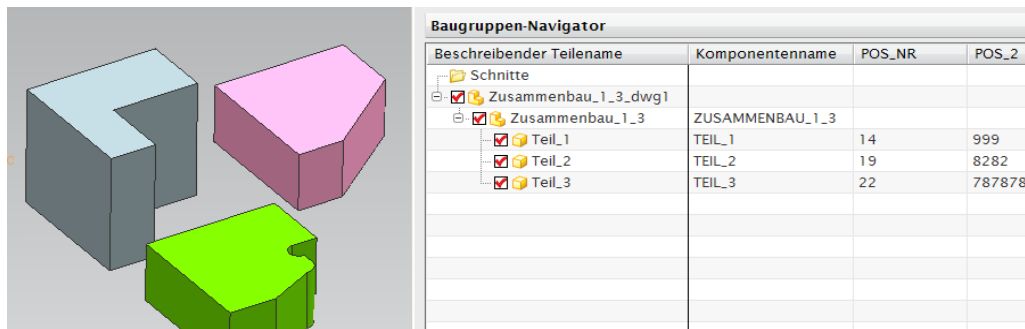 Baugruppen-Navigator
Beschreibender Teilename Komponentenname POS_NR POS_2
Schnitte
Zusammenbau_1_3_dwg1
Zusammenbau_1_3 ZUSAMMENBAU_1_3
Teil_1 TEIL_1 14 999
Teil_2 TEIL_2 19 8282
Teil_3 TEIL_3 22 787878